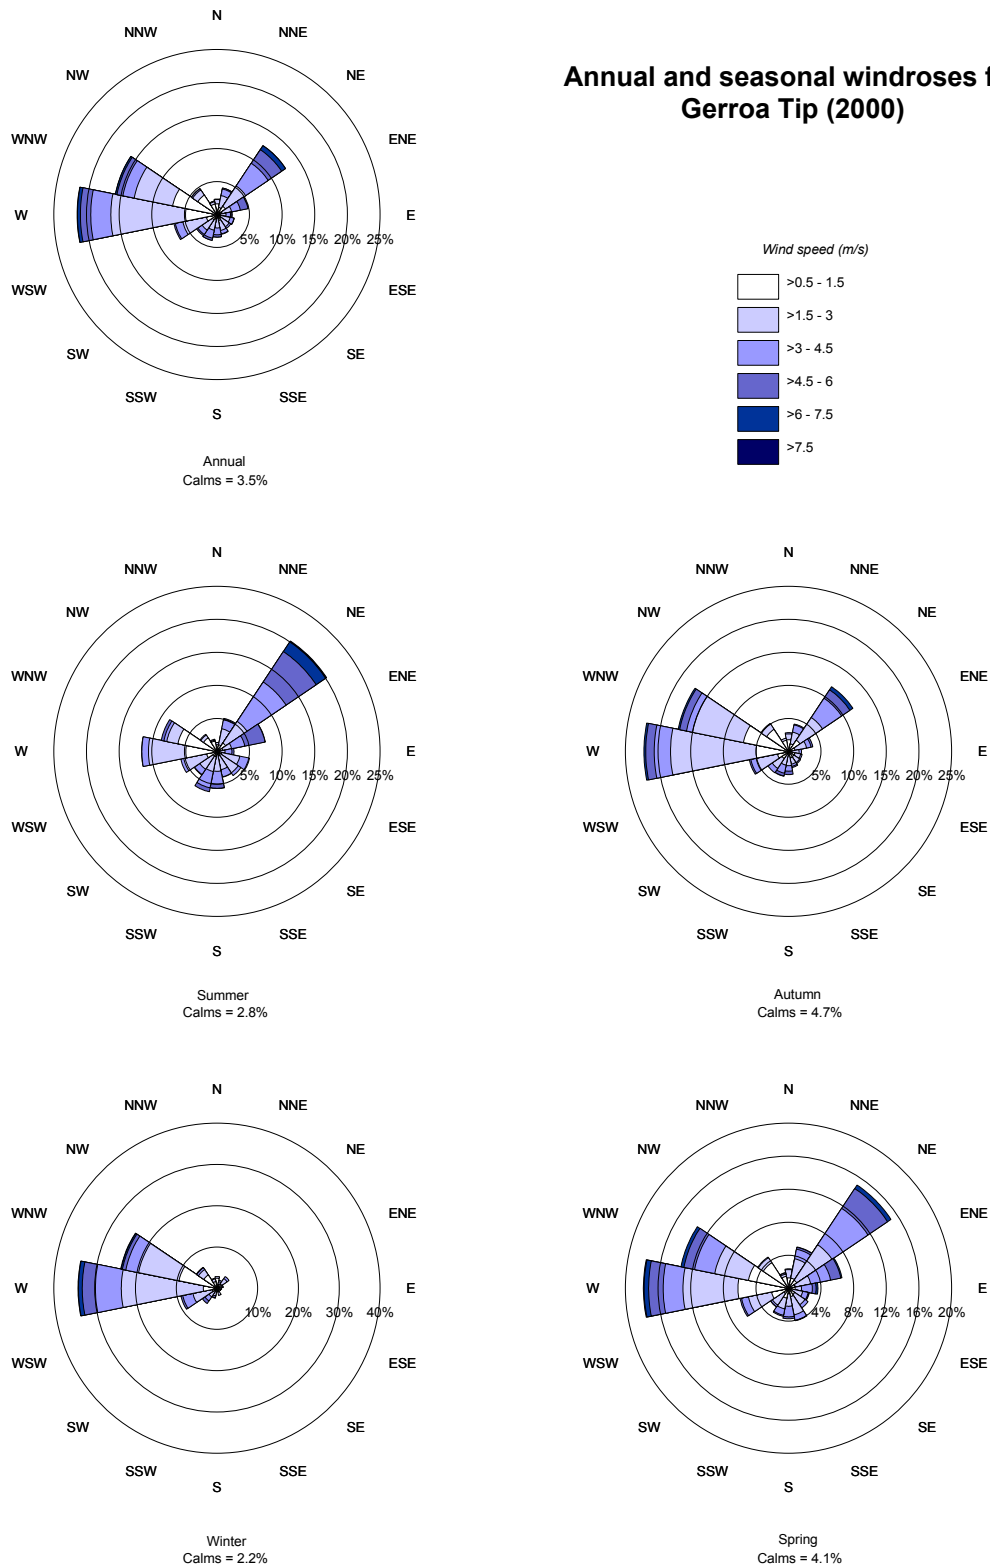 Annual and seasonal windroses f
Gerroa Tip (2000)
N
NNE
NE
ENE
E
ESE
SE
SSE
S
SSW
SW
WSW
W
WNW
NW
NNW
5% 10% 15% 20% 25%
Annual
Calms = 3.5%
Wind speed (m/s)
>0.5 - 1.5
>1.5 - 3
>3 - 4.5
>4.5 - 6
>6 - 7.5
>7.5
N
NNE
NE
ENE
E
ESE
SE
SSE
S
SSW
SW
WSW
W
WNW
NW
NNW
5% 10% 15% 20% 25%
Summer
Calms = 2.8%
N
NNE
NE
ENE
E
ESE
SE
SSE
S
SSW
SW
WSW
W
WNW
NW
NNW
5% 10% 15% 20% 25%
Autumn
Calms = 4.7%
N
NNE
NE
ENE
E
ESE
SE
SSE
S
SSW
SW
WSW
W
WNW
NW
NNW
10% 20% 30% 40%
Winter
Calms = 2.2%
N
NNE
NE
ENE
E
ESE
SE
SSE
S
SSW
SW
WSW
W
WNW
NW
NNW
4% 8% 12% 16% 20%
Spring
Calms = 4.1%